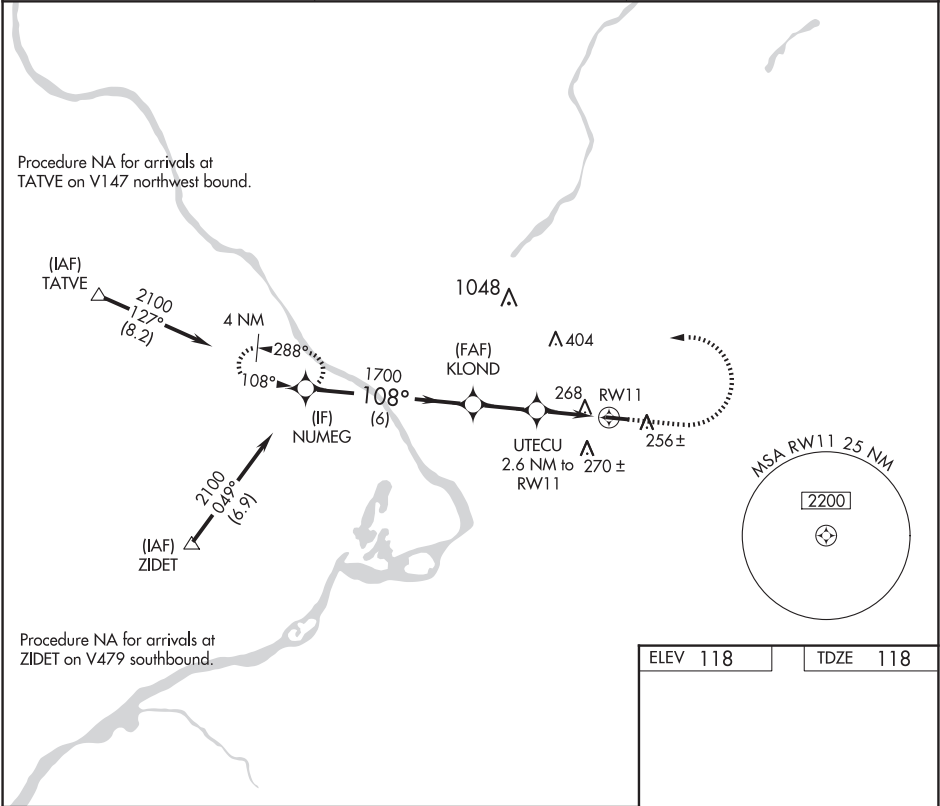 Procedure NA for arrivals at
TATVE on V147 northwest bound.
(IAF)
TATVE
2100
127°
(8.2)
4 NM
288°
108°
(IF)
NUMEG
1700
108°
(6)
1048
404
(FAF)
KLOND
268
RW11
UTECU
2.6 NM to
RW11
270 ±
256 ±
2100
049°
(6.9)
(IAF)
ZIDET
MSA RW11 25 NM
2200
Procedure NA for arrivals at
ZIDET on V479 southbound.
ELEV 118
TDZE 118